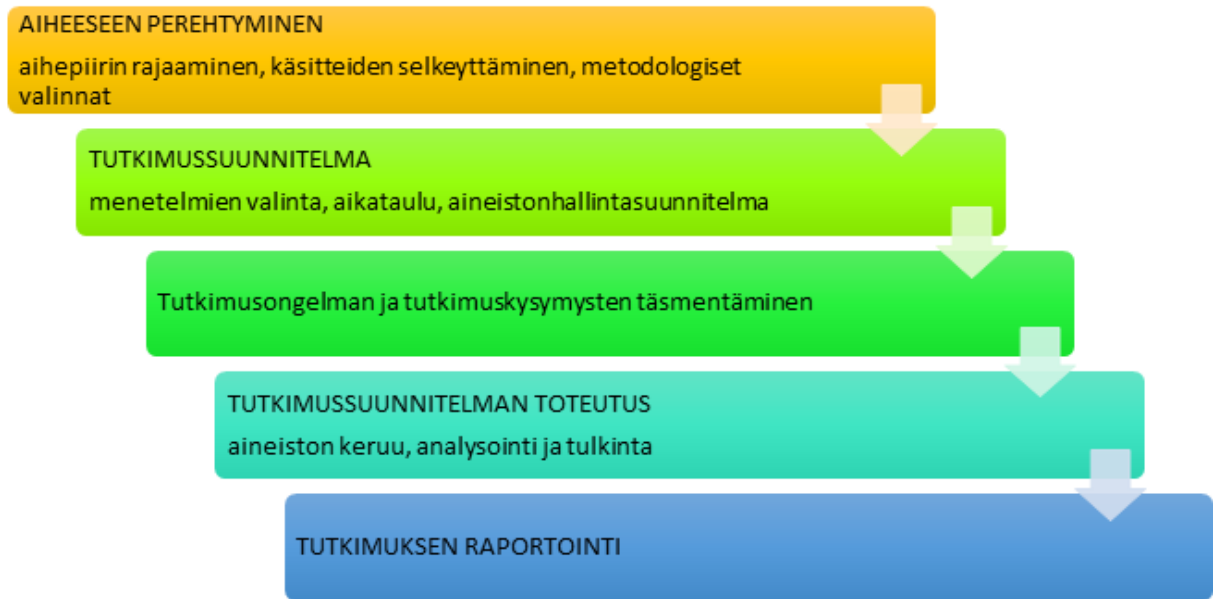 AIHEESEEN PEREHTYMINEN
aihepiirin rajaaminen, käsitteiden selkeyttäminen, metodologiset
valinnat
TUTKIMUSSUUNNITELMA
menetelmien valinta, aikataulu, aineistonhallintasuunnitelma
Tutkimusongelman ja tutkimuskysymysten täsmentäminen
TUTKIMUSSUUNNITELMAN TOTEUTUS
aineiston keruu, analysointi ja tulkinta
TUTKIMUKSEN RAPORTOINTI